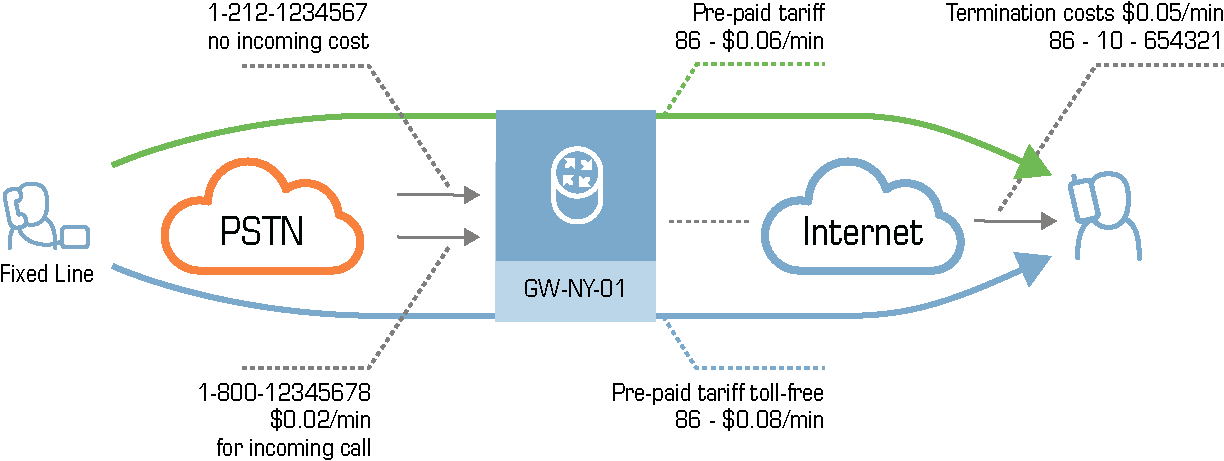 1-212-1234567
no incoming cost
Pre-paid tariff
86 - $0.06/min
Termination costs $0.05/min
86 - 10 - 654321
Fixed Line
PSTN
GW-NY-01
Internet
1-800-12345678
$0.02/min
for incoming call
Pre-paid tariff toll-free
86 - $0.08/min